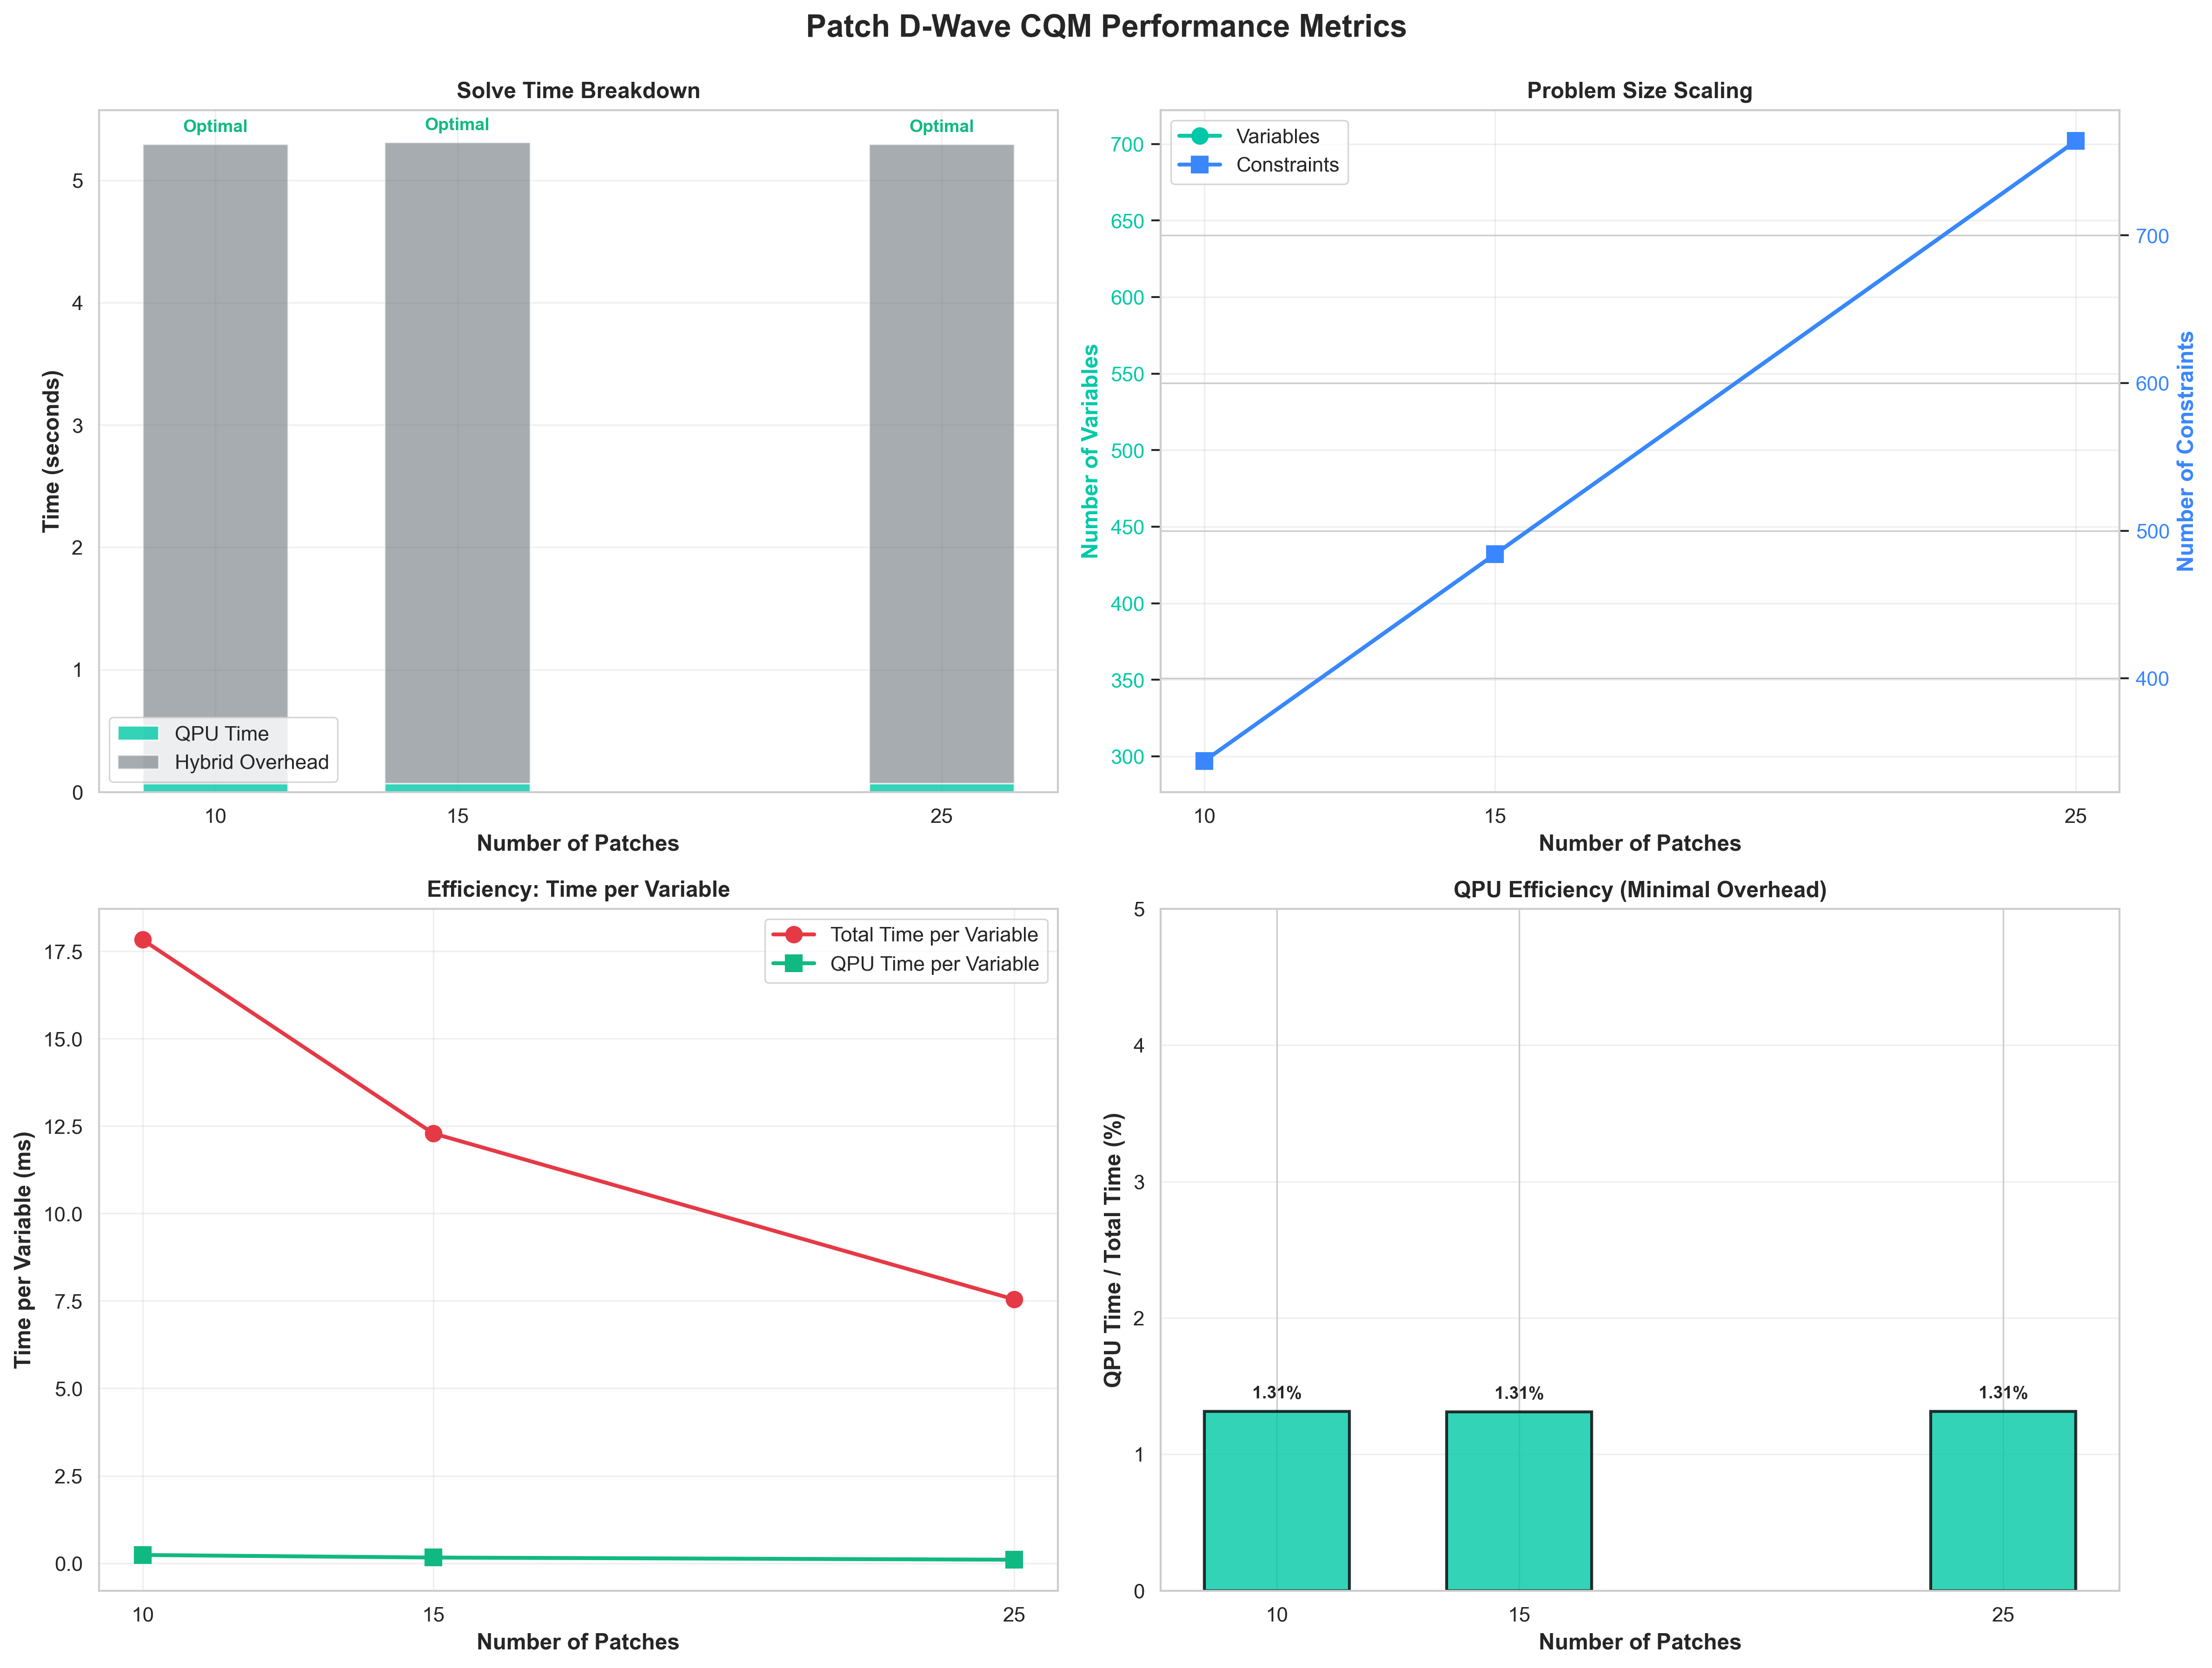 Patch D-Wave CQM Performance Metrics
Solve Time Breakdown
Optimal
Optimal
Optimal
5
4
3
2
1
0
Time (seconds)
QPU Time
Hybrid Overhead
10
15
25
Number of Patches
Problem Size Scaling
Variables
Constraints
700
650
600
550
500
450
400
350
300
Number of Variables
700
600
500
400
Number of Constraints
10
15
25
Number of Patches
Efficiency: Time per Variable
Total Time per Variable
QPU Time per Variable
17.5
15.0
12.5
10.0
7.5
5.0
2.5
0.0
Time per Variable (ms)
10
15
25
Number of Patches
QPU Efficiency (Minimal Overhead)
5
4
3
2
1
0
QPU Time / Total Time (%)
1.31%
1.31%
1.31%
10
15
25
Number of Patches